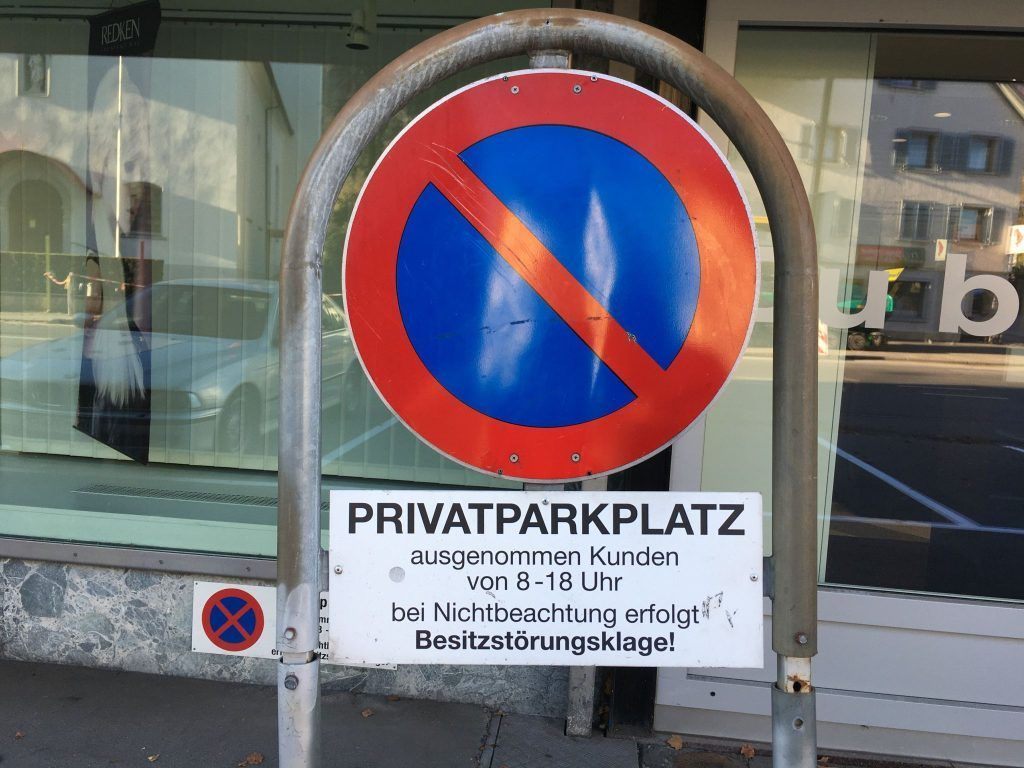 REDKEN
ub
PRIVATPARKPLATZ
ausgenommen Kunden
von 8-18 Uhr
bei Nichtbeachtung erfolgt
Besitzstörungsklage!